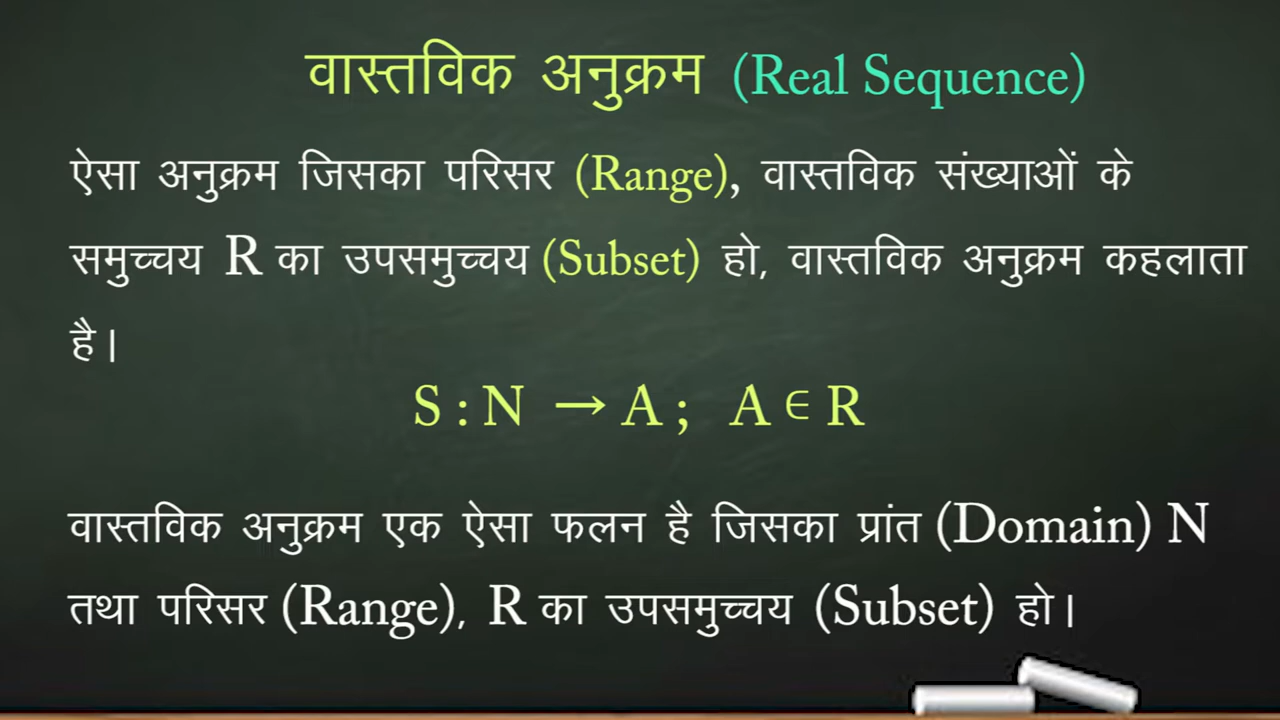 वास्तविक अनुक्रम (Real Sequence)
ऐसा अनुक्रम जिसका परिसर (Range), वास्तविक संख्याओं के
समुच्चय R का उपसमुच्चय (Subset) हो, वास्तविक अनुक्रम कहलाता
है।
S : N → A ; A ∈ R
वास्तविक अनुक्रम एक ऐसा फलन है जिसका प्रांत (Domain) N
तथा परिसर (Range), R का उपसमुच्चय (Subset) हो।